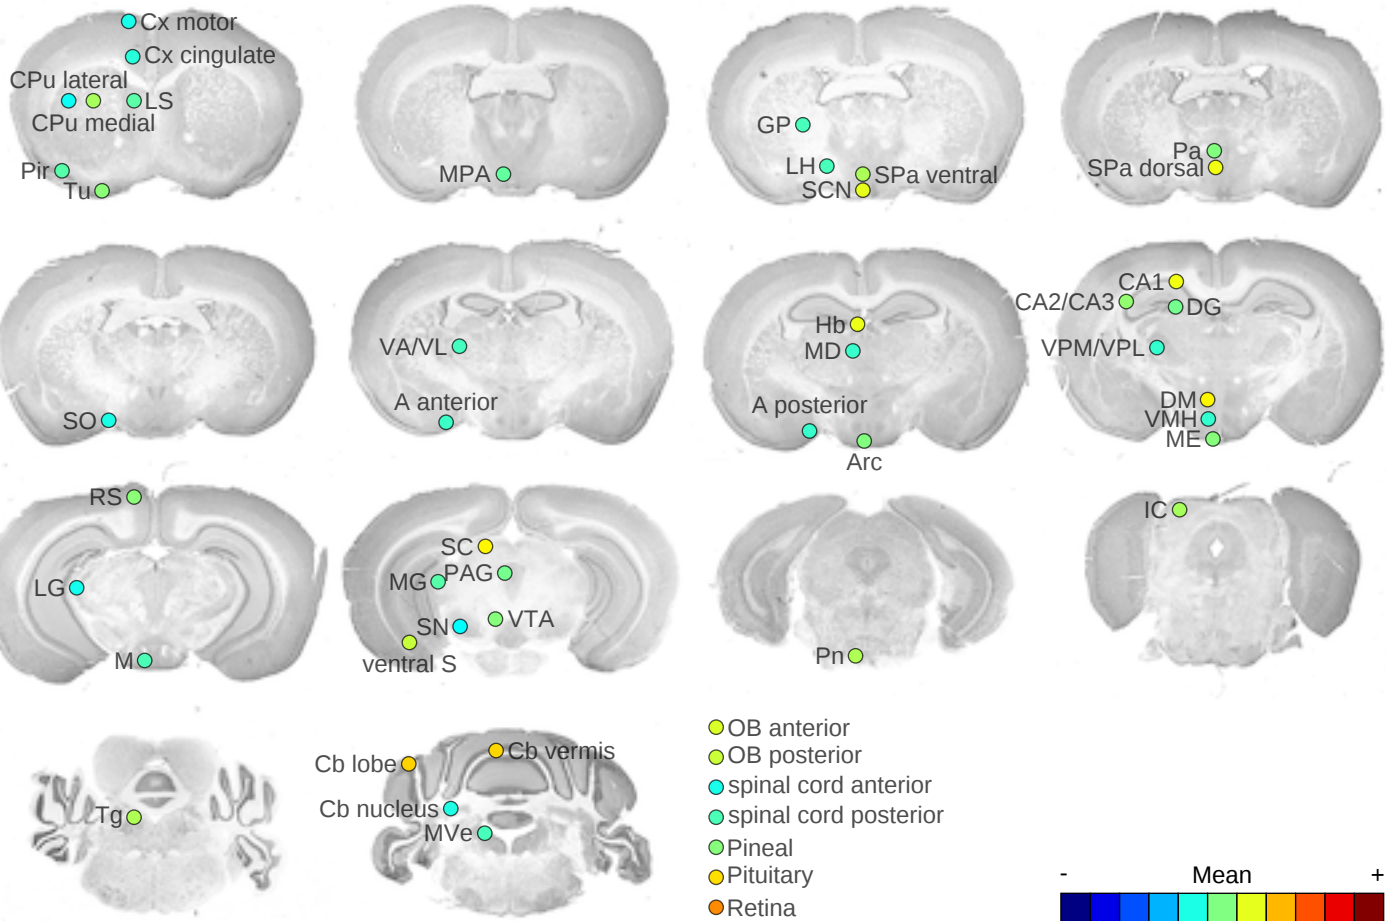 Cx motor
Cx cingulate
CPu lateral
LS
CPu medial
Pir
Tu
MPA
GP
LH
SPa ventral
SCN
Pa
SPa dorsal
SO
VA/VL
A anterior
Hb
MD
A posterior
Arc
CA1
CA2/CA3
DG
VPM/VPL
DM
VMH
ME
RS
LG
M
SC
MG
PAG
SN
VTA
ventral S
Pn
IC
Tg
Cb lobe
Cb vermis
Cb nucleus
MVe
OB anterior
OB posterior
spinal cord anterior
spinal cord posterior
Pineal
Pituitary
Retina
- Mean +